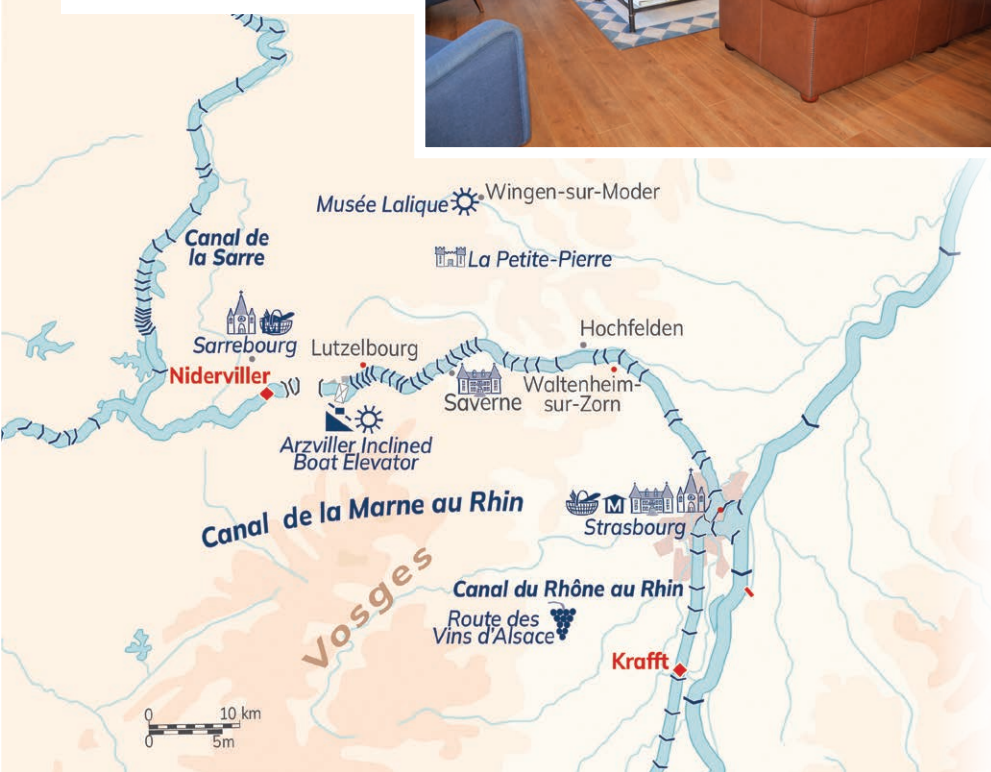 Musée Lalique
Wingen-sur-Moder
Canal de
la Sarre
La Petite-Pierre
Sarrebourg
Lutzelbourg
Hochfelden
Niderviller
Saverne
Waltenheim-
sur-Zorn
Arzviller Inclined
Boat Elevator
Canal de la Marne au Rhin
M
Strasbourg
Vosges
Canal du Rhône au Rhin
Route des
Vins d'Alsace
Krafft
0 10 km
0 5m